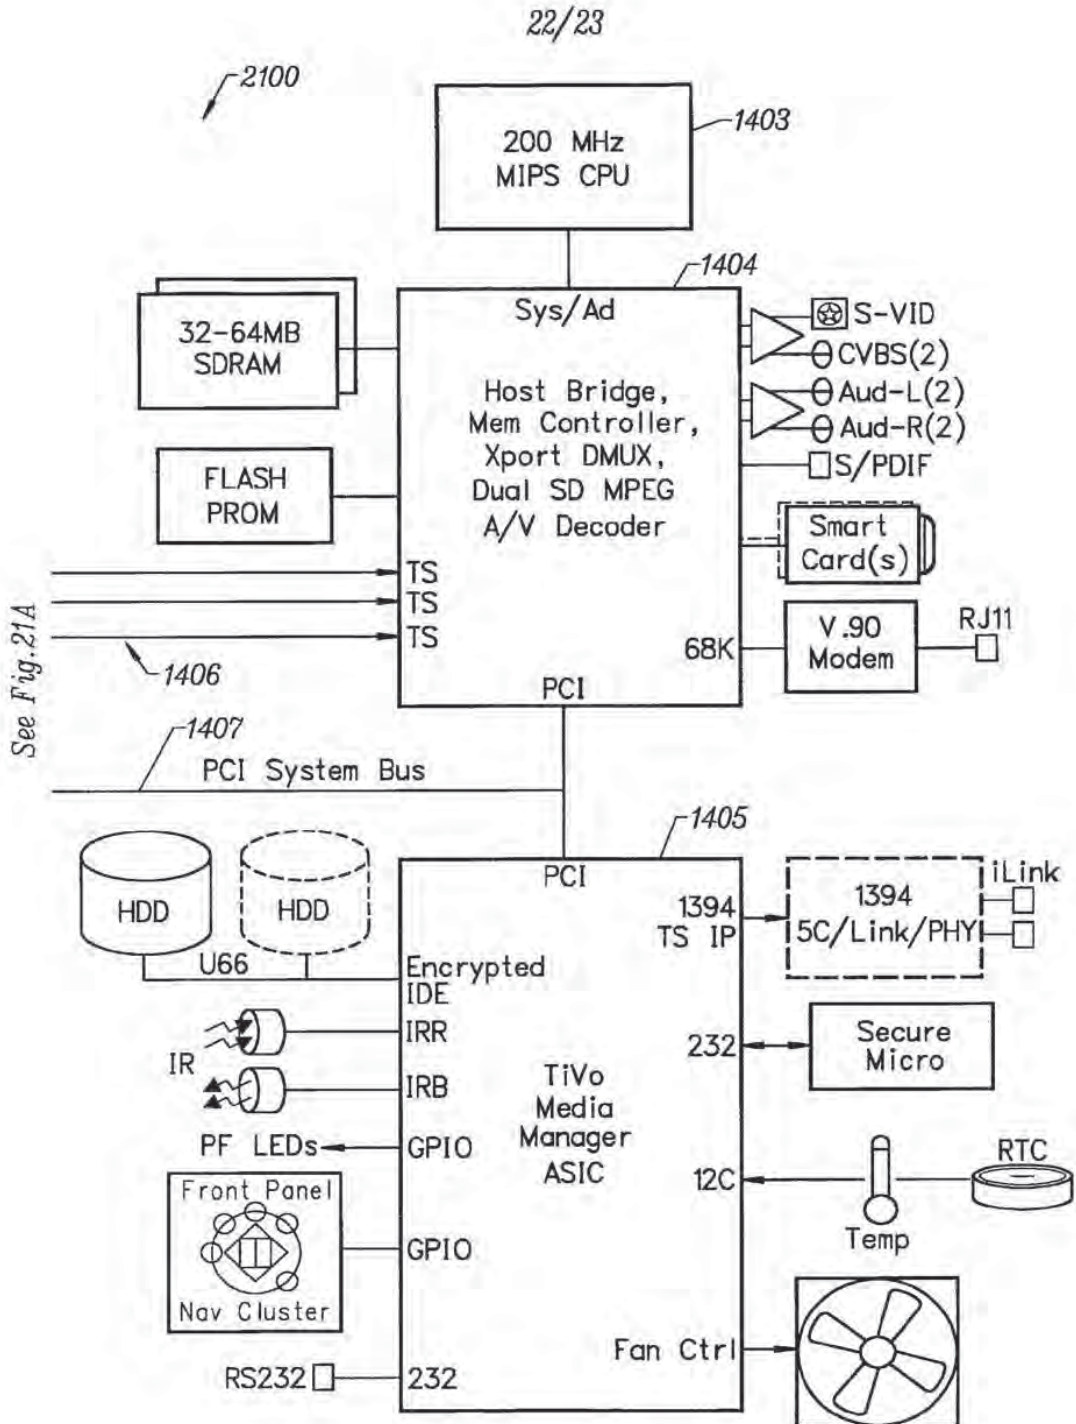 22/23
2100
200 MHz
MIPS CPU
1403
1404
32-64MB
SDRAM
FLASH
PROM
Sys/Ad
Host Bridge,
Mem Controller,
Xport DMUX,
Dual SD MPEG
A/V Decoder
TS
TS
TS
68K
PCI
S-VID
CVBS(2)
Aud-L(2)
Aud-R(2)
S/PDIF
Smart
Card(s)
V.90
Modem
RJ11
See Fig.21A
1406
1407
PCI System Bus
1405
HDD
HDD
U66
PCI
1394
TS IP
1394
5C/Link/PHY
iLink
Encrypted
IDE
IR
IRR
IRB
232
Secure
Micro
TiVo
Media
Manager
ASIC
PF LEDs
GPIO
12C
Temp
RTC
Front Panel
Nav Cluster
GPIO
Fan Ctrl
RS232
232